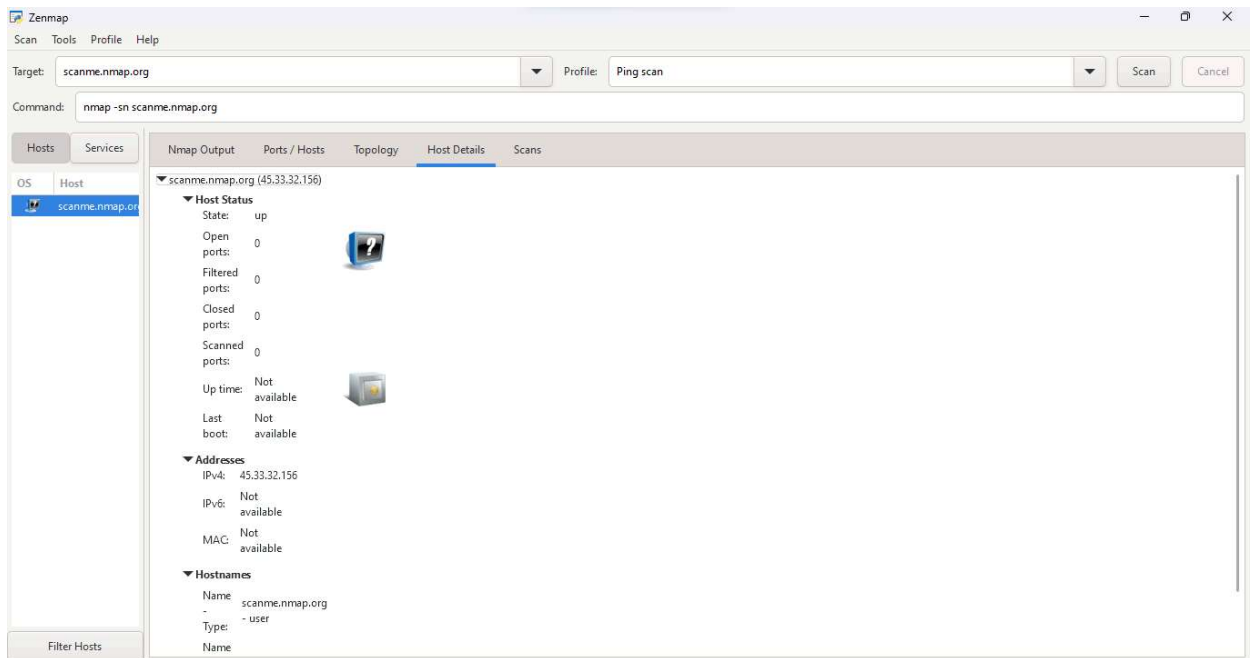 Zenmap
Scan Tools Profile Help
Target: scanme.nmap.org Profile: Ping scan Scan Cancel
Command: nmap -sn scanme.nmap.org
Hosts Services
Nmap Output Ports / Hosts Topology Host Details Scans
OS Host
scanme.nmap.or
scanme.nmap.org (45.33.32.156)
Host Status
State: up
Open
ports: 0
Filtered
ports: 0
Closed
ports: 0
Scanned
ports: 0
Up time: Not
available
Last
boot: Not
available
Addresses
IPv4: 45.33.32.156
IPv6: Not
available
MAC: Not
available
Hostnames
Name
-
Type: scanme.nmap.org
- user
Name
Filter Hosts